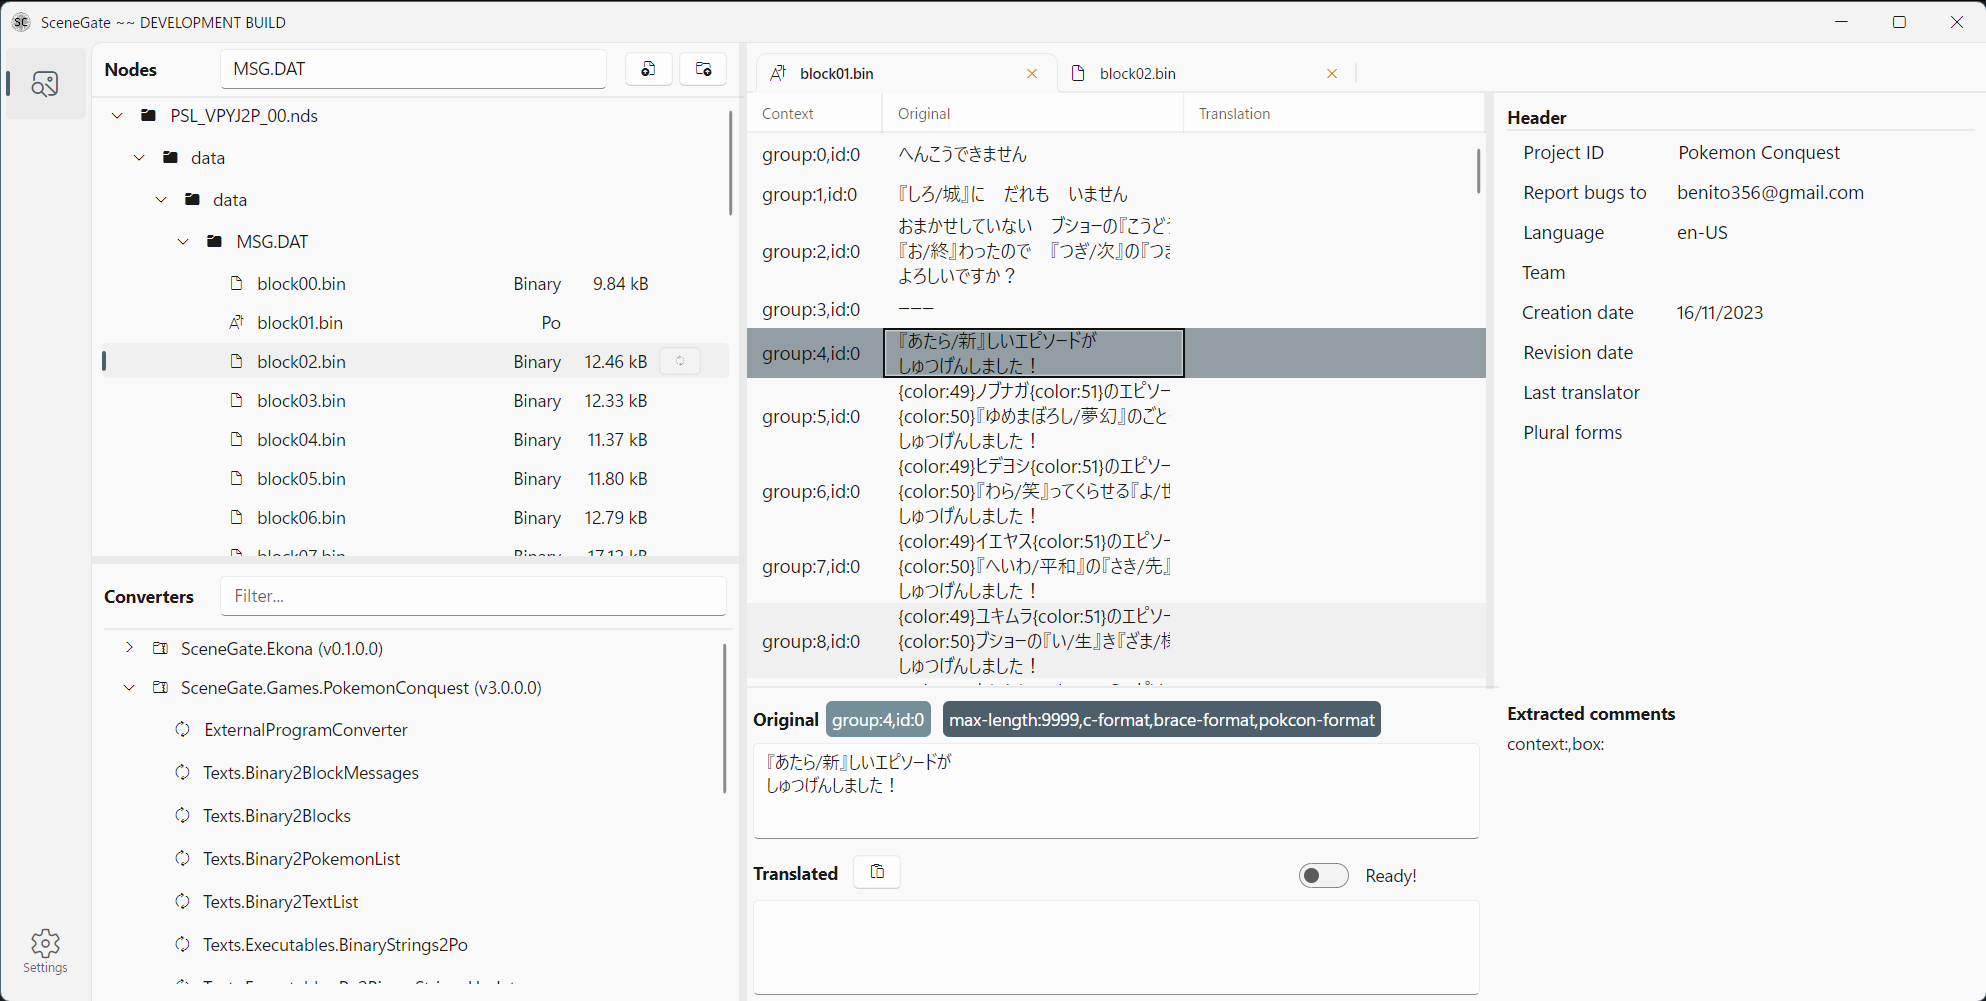 SC SceneGate ~~ DEVELOPMENT BUILD
Nodes
MSG.DAT
PSL_VPYJ2P_00.nds
data
data
MSG.DAT
block00.bin Binary 9.84 kB
block01.bin Po
block02.bin Binary 12.46 kB
block03.bin Binary 12.33 kB
block04.bin Binary 11.37 kB
block05.bin Binary 11.80 kB
block06.bin Binary 12.79 kB
block07.bin Binary 17.12 kB
Converters
Filter...
SceneGate.Ekona (v0.1.0.0)
SceneGate.Games.PokemonConquest (v3.0.0.0)
ExternalProgramConverter
Texts.Binary2BlockMessages
Texts.Binary2Blocks
Texts.Binary2PokemonList
Texts.Binary2TextList
Texts.Executables.BinaryStrings2Po
Settings
block01.bin
block02.bin
Context Original Translation
group:0,id:0
へんこうできません
group:1,id:0
『しろ/城』に　だれも　いません
group:2,id:0
おまかせしていない　ブショーの『こうどう
『お/終』わったので　『つぎ/次』の『つき
よろしいですか？
group:3,id:0
ーーー
group:4,id:0
『あたら/新』しいエピソードが
しゅつげんしました！
group:5,id:0
{color:49}ノブナガ{color:51}のエピソー
{color:50}『ゆめまぼろし/夢幻』のごと
しゅつげんしました！
group:6,id:0
{color:49}ヒデヨシ{color:51}のエピソー
{color:50}『わら/笑』ってくらせる『よ/世
しゅつげんしました！
group:7,id:0
{color:49}イエヤス{color:51}のエピソー
{color:50}『へいわ/平和』の『さき/先』
しゅつげんしました！
group:8,id:0
{color:49}ユキムラ{color:51}のエピソー
{color:50}ブショーの『い/生』き『ざま/様
しゅつげんしました！
Original
group:4,id:0
max-length:9999,c-format,brace-format,pokcon-format
『あたら/新』しいエピソードが
しゅつげんしました！
Translated
Ready!
Header
Project ID Pokemon Conquest
Report bugs to benito356@gmail.com
Language en-US
Team
Creation date 16/11/2023
Revision date
Last translator
Plural forms
Extracted comments
context:,box: